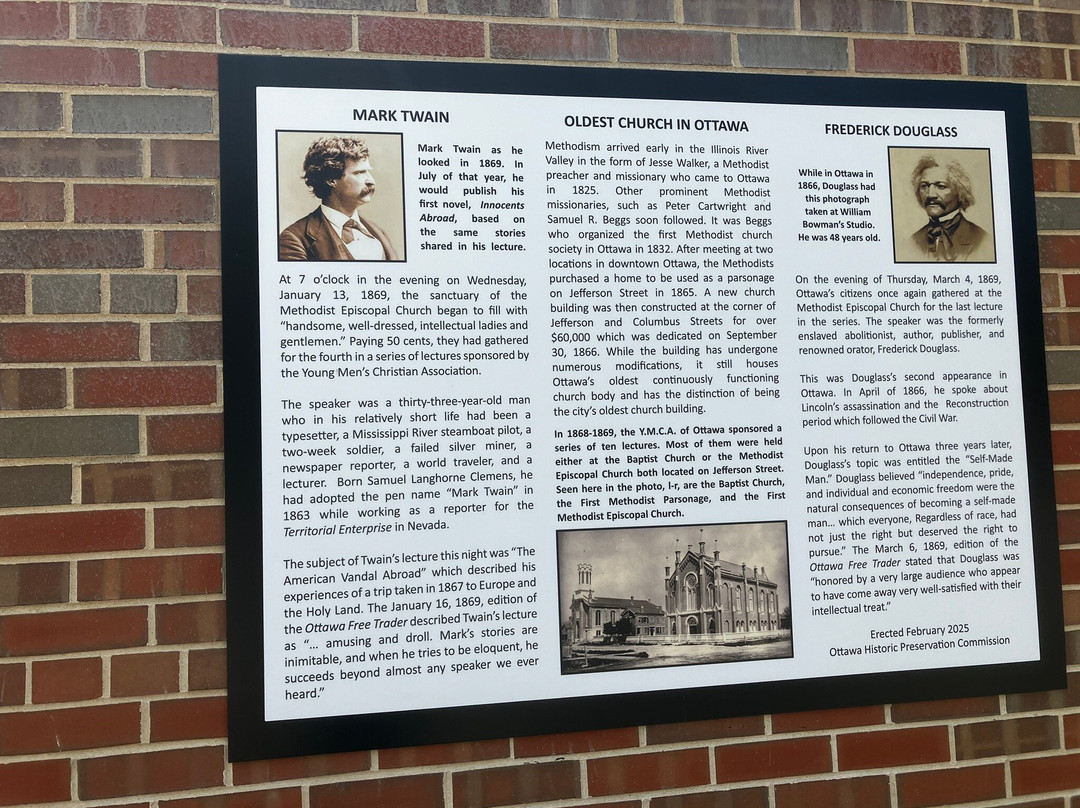 MARK TWAIN
Mark Twain as he
looked in 1869. In
July of that year, he
would publish his
first novel, Innocents
Abroad, based on
the same stories
shared in his lecture.
At 7 o'clock in the evening on Wednesday,
January 13, 1869, the sanctuary of the
Methodist Episcopal Church began to fill with
“handsome, well-dressed, intellectual ladies and
gentlemen.” Paying 50 cents, they had gathered
for the fourth in a series of lectures sponsored by
the Young Men's Christian Association.
The speaker was a thirty-three-year-old man
who in his relatively short life had been a
typesetter, a Mississippi River steamboat pilot, a
two-week soldier, a failed silver miner, a
newspaper reporter, a world traveler, and a
lecturer. Born Samuel Langhorne Clemens, he
had adopted the pen name “Mark Twain” in
1863 while working as a reporter for the
Territorial Enterprise in Nevada.
The subject of Twain's lecture this night was “The
American Vandal Abroad” which described his
experiences of a trip taken in 1867 to Europe and
the Holy Land. The January 16, 1869, edition of
the Ottawa Free Trader described Twain's lecture
as “... amusing and droll. Mark's stories are
inimitable, and when he tries to be eloquent, he
succeeds beyond almost any speaker we ever
heard.”
OLDEST CHURCH IN OTTAWA
Methodism arrived early in the Illinois River
Valley in the form of Jesse Walker, a Methodist
preacher and missionary who came to Ottawa
in 1825. Other prominent Methodist
missionaries, such as Peter Cartwright and
Samuel R. Beggs soon followed. It was Beggs
who organized the first Methodist church
society in Ottawa in 1832. After meeting at two
locations in downtown Ottawa, the Methodists
purchased a home to be used as a parsonage
on Jefferson Street in 1865. A new church
building was then constructed at the corner of
Jefferson and Columbus Streets for over
$60,000 which was dedicated on September
30, 1866. While the building has undergone
numerous modifications, it still houses
Ottawa's oldest continuously functioning
church body and has the distinction of being
the city's oldest church building.
In 1868-1869, the Y.M.C.A. of Ottawa sponsored a
series of ten lectures. Most of them were held
either at the Baptist Church or the Methodist
Episcopal Church both located on Jefferson Street.
Seen here in the photo, l-r, are the Baptist Church,
the First Methodist Parsonage, and the First
Methodist Episcopal Church.
FREDERICK DOUGLASS
While in Ottawa in
1866, Douglass had
this photograph
taken at William
Bowman's Studio.
He was 48 years old.
On the evening of Thursday, March 4, 1869,
Ottawa's citizens once again gathered at the
Methodist Episcopal Church for the last lecture
in the series. The speaker was the formerly
enslaved abolitionist, author, publisher, and
renowned orator, Frederick Douglass.
This was Douglass's second appearance in
Ottawa. In April of 1866, he spoke about
Lincoln's assassination and the Reconstruction
period which followed the Civil War.
Upon his return to Ottawa three years later,
Douglass's topic was entitled the “Self-Made
Man.” Douglass believed “independence, pride,
and individual and economic freedom were the
natural consequences of becoming a self-made
man... which everyone, Regardless of race, had
not just the right but deserved the right to
pursue.” The March 6, 1869, edition of the
Ottawa Free Trader stated that Douglass was
“honored by a very large audience who appear
to have come away very well-satisfied with their
intellectual treat.”
Erected February 2025
Ottawa Historic Preservation Commission